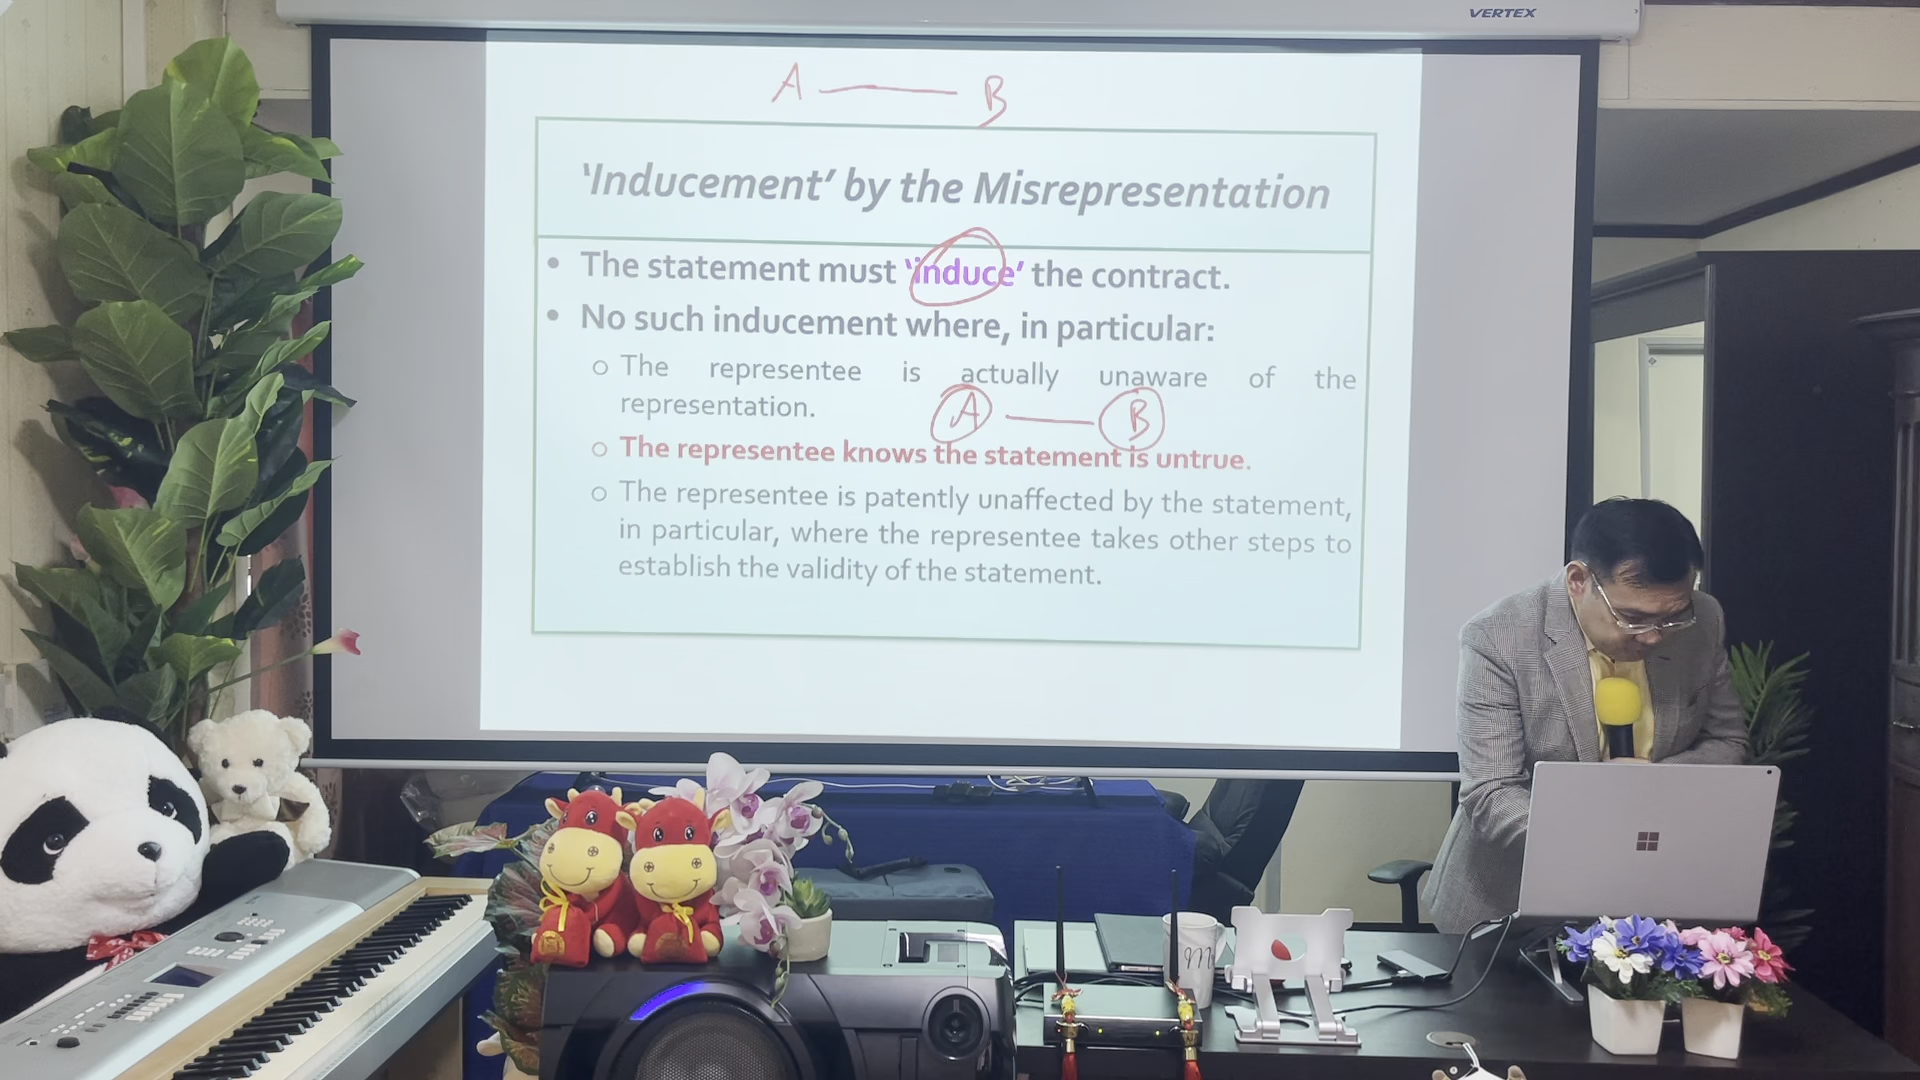 VERTEX
A — B
‘Inducement’ by the Misrepresentation
• The statement must ‘induce’ the contract.
• No such inducement where, in particular:
○ The representee is actually unaware of the
representation.
A — B
○ The representee knows the statement is untrue.
○ The representee is patently unaffected by the statement,
in particular, where the representee takes other steps to
establish the validity of the statement.